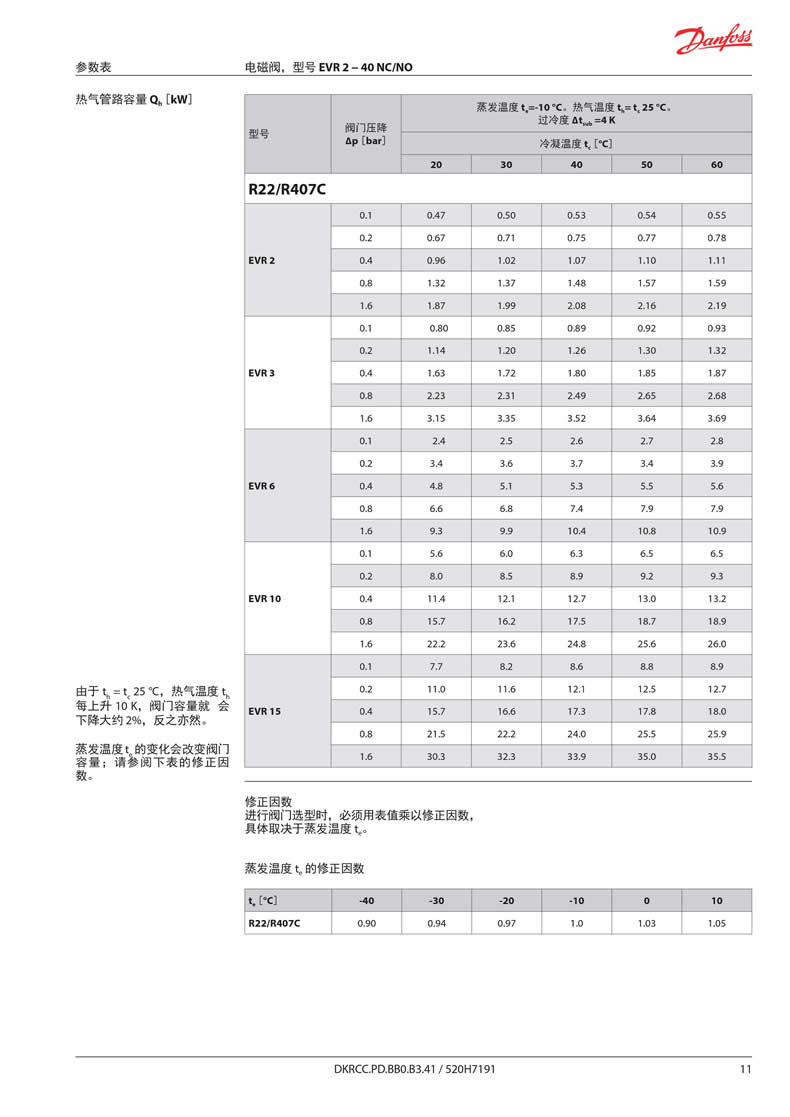 Danfoss
参数表 电磁阀，型号 EVR 2 – 40 NC/NO
热气管路容量 Qh［kW］
型号 阀门压降 Δp［bar］ 蒸发温度 te=-10 °C。热气温度 th= tc 25 °C。
过冷度 Δtsub =4 K
冷凝温度 tc［°C］
20 30 40 50 60
R22/R407C
EVR 2
0.1 0.47 0.50 0.53 0.54 0.55
0.2 0.67 0.71 0.75 0.77 0.78
0.4 0.96 1.02 1.07 1.10 1.11
0.8 1.32 1.37 1.48 1.57 1.59
1.6 1.87 1.99 2.08 2.16 2.19
EVR 3
0.1 0.80 0.85 0.89 0.92 0.93
0.2 1.14 1.20 1.26 1.30 1.32
0.4 1.63 1.72 1.80 1.85 1.87
0.8 2.23 2.31 2.49 2.65 2.68
1.6 3.15 3.35 3.52 3.64 3.69
EVR 6
0.1 2.4 2.5 2.6 2.7 2.8
0.2 3.4 3.6 3.7 3.4 3.9
0.4 4.8 5.1 5.3 5.5 5.6
0.8 6.6 6.8 7.4 7.9 7.9
1.6 9.3 9.9 10.4 10.8 10.9
EVR 10
0.1 5.6 6.0 6.3 6.5 6.5
0.2 8.0 8.5 8.9 9.2 9.3
0.4 11.4 12.1 12.7 13.0 13.2
0.8 15.7 16.2 17.5 18.7 18.9
1.6 22.2 23.6 24.8 25.6 26.0
EVR 15
0.1 7.7 8.2 8.6 8.8 8.9
0.2 11.0 11.6 12.1 12.5 12.7
0.4 15.7 16.6 17.3 17.8 18.0
0.8 21.5 22.2 24.0 25.5 25.9
1.6 30.3 32.3 33.9 35.0 35.5
由于 th = tc 25 °C，热气温度 th
每上升 10 K，阀门容量就 会
下降大约 2%，反之亦然。
蒸发温度 te 的变化会改变阀门
容量；请参阅下表的修正因
数。
修正因数
进行阀门选型时，必须用表值乘以修正因数，
具体取决于蒸发温度 te。
蒸发温度 te 的修正因数
te［°C］ -40 -30 -20 -10 0 10
R22/R407C 0.90 0.94 0.97 1.0 1.03 1.05
DKRCC.PD.BB0.B3.41 / 520H7191 11